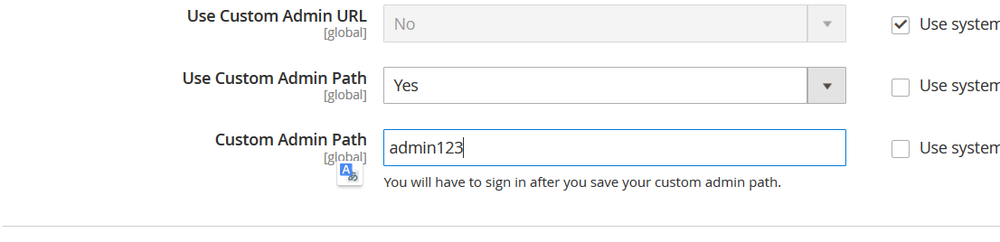 Use Custom Admin URL
[global]
No
Use system
Use Custom Admin Path
[global]
Yes
Use system
Custom Admin Path
[global]
admin123
Use system
You will have to sign in after you save your custom admin path.